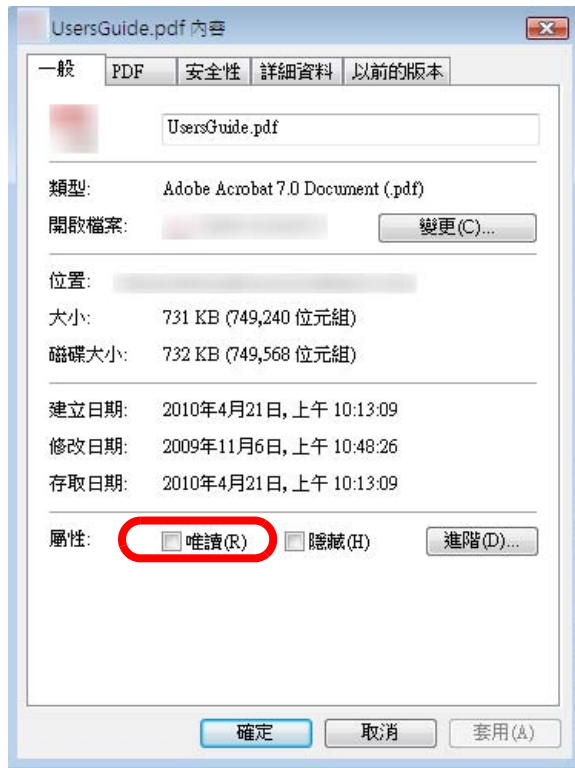 UsersGuide.pdf 內容
一般 PDF 安全性 詳細資料 以前的版本
UsersGuide.pdf
類型: Adobe Acrobat 7.0 Document (.pdf)
開啟檔案: 變更(C)...
位置:
大小: 731 KB (749,240 位元組)
磁碟大小: 732 KB (749,568 位元組)
建立日期: 2010年4月21日, 上午 10:13:09
修改日期: 2009年11月6日, 上午 10:48:26
存取日期: 2010年4月21日, 上午 10:13:09
屬性: 唯讀(R) 隱藏(H) 進階(D)...
確定 取消 套用(A)